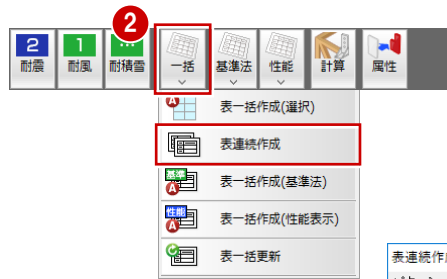 2
2 1 ...
耐震 耐風 耐積雪 一括 基準法 性能 計算 属性
A 表一括作成(選択)
表連続作成
基準 A 表一括作成(基準法)
性能 A 表一括作成(性能表示)
表一括更新
表連続作